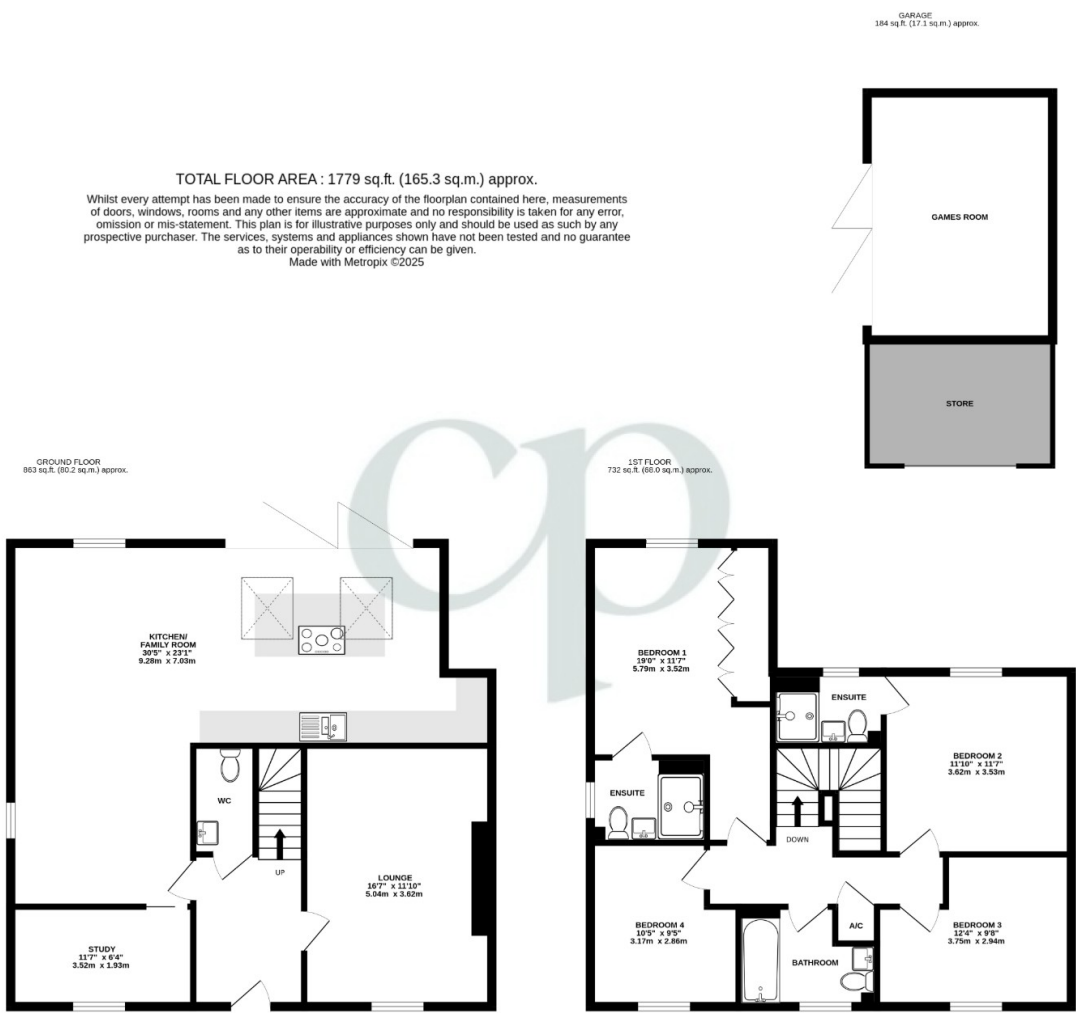 GARAGE
184 sq.ft. (17.1 sq.m.) approx.
GAMES ROOM
STORE
TOTAL FLOOR AREA : 1779 sq.ft. (165.3 sq.m.) approx.
Whilst every attempt has been made to ensure the accuracy of the floorplan contained here, measurements
of doors, windows, rooms and any other items are approximate and no responsibility is taken for any error,
omission or mis-statement. This plan is for illustrative purposes only and should be used as such by any
prospective purchaser. The services, systems and appliances shown have not been tested and no guarantee
as to their operability or efficiency can be given.
Made with Metropix ©2025
cp
GROUND FLOOR
863 sq.ft. (80.2 sq.m.) approx.
KITCHEN/
FAMILY ROOM
30'5" x 23'1"
9.28m x 7.03m
WC
UP
LOUNGE
16'7" x 11'10"
5.04m x 3.62m
STUDY
11'7" x 6'4"
3.52m x 1.93m
1ST FLOOR
732 sq.ft. (68.0 sq.m.) approx.
BEDROOM 1
19'0" x 11'7"
5.79m x 3.52m
ENSUITE
BEDROOM 2
11'10" x 11'7"
3.62m x 3.53m
ENSUITE
DOWN
BEDROOM 4
10'5" x 9'5"
3.17m x 2.86m
A/C
BATHROOM
BEDROOM 3
12'4" x 9'8"
3.75m x 2.94m